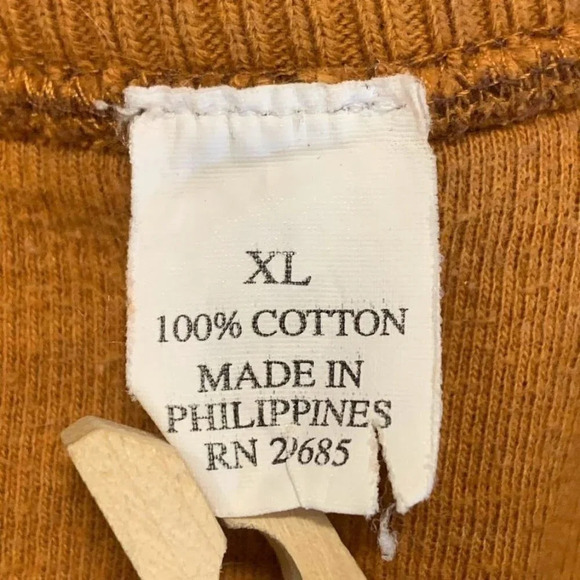 XL
100% COTTON
MADE IN
PHILIPPINES
RN